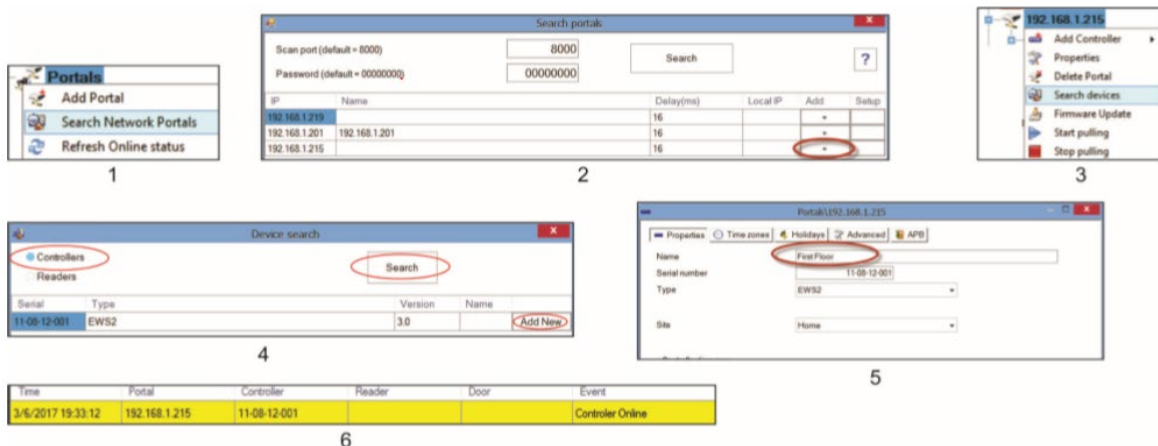 Portals
Add Portal
Search Network Portals
Refresh Online status
1
Search portals
Scan port (default = 8000)
8000
Password (default = 00000000)
00000000
Search
?
IP Name Delay(ms) Local IP Add Setup
192.168.1.219 16
192.168.1.201 192.168.1.201 16
192.168.1.215 16
2
192.168.1.215
Add Controller
Properties
Delete Portal
Search devices
Firmware Update
Start pulling
Stop pulling
3
Device search
Controllers
Readers
Search
Serial Type Version Name
11-08-12-001 EWS2 3.0 Add New
4
Portals\192.168.1.215
Properties Time zones Holidays Advanced APB
Name First Floor
Serial number 11-08-12-001
Type EWS2
Site Home
5
Time Portal Controller Reader Door Event
3/6/2017 19:33:12 192.168.1.215 11-08-12-001 Controler Online
6